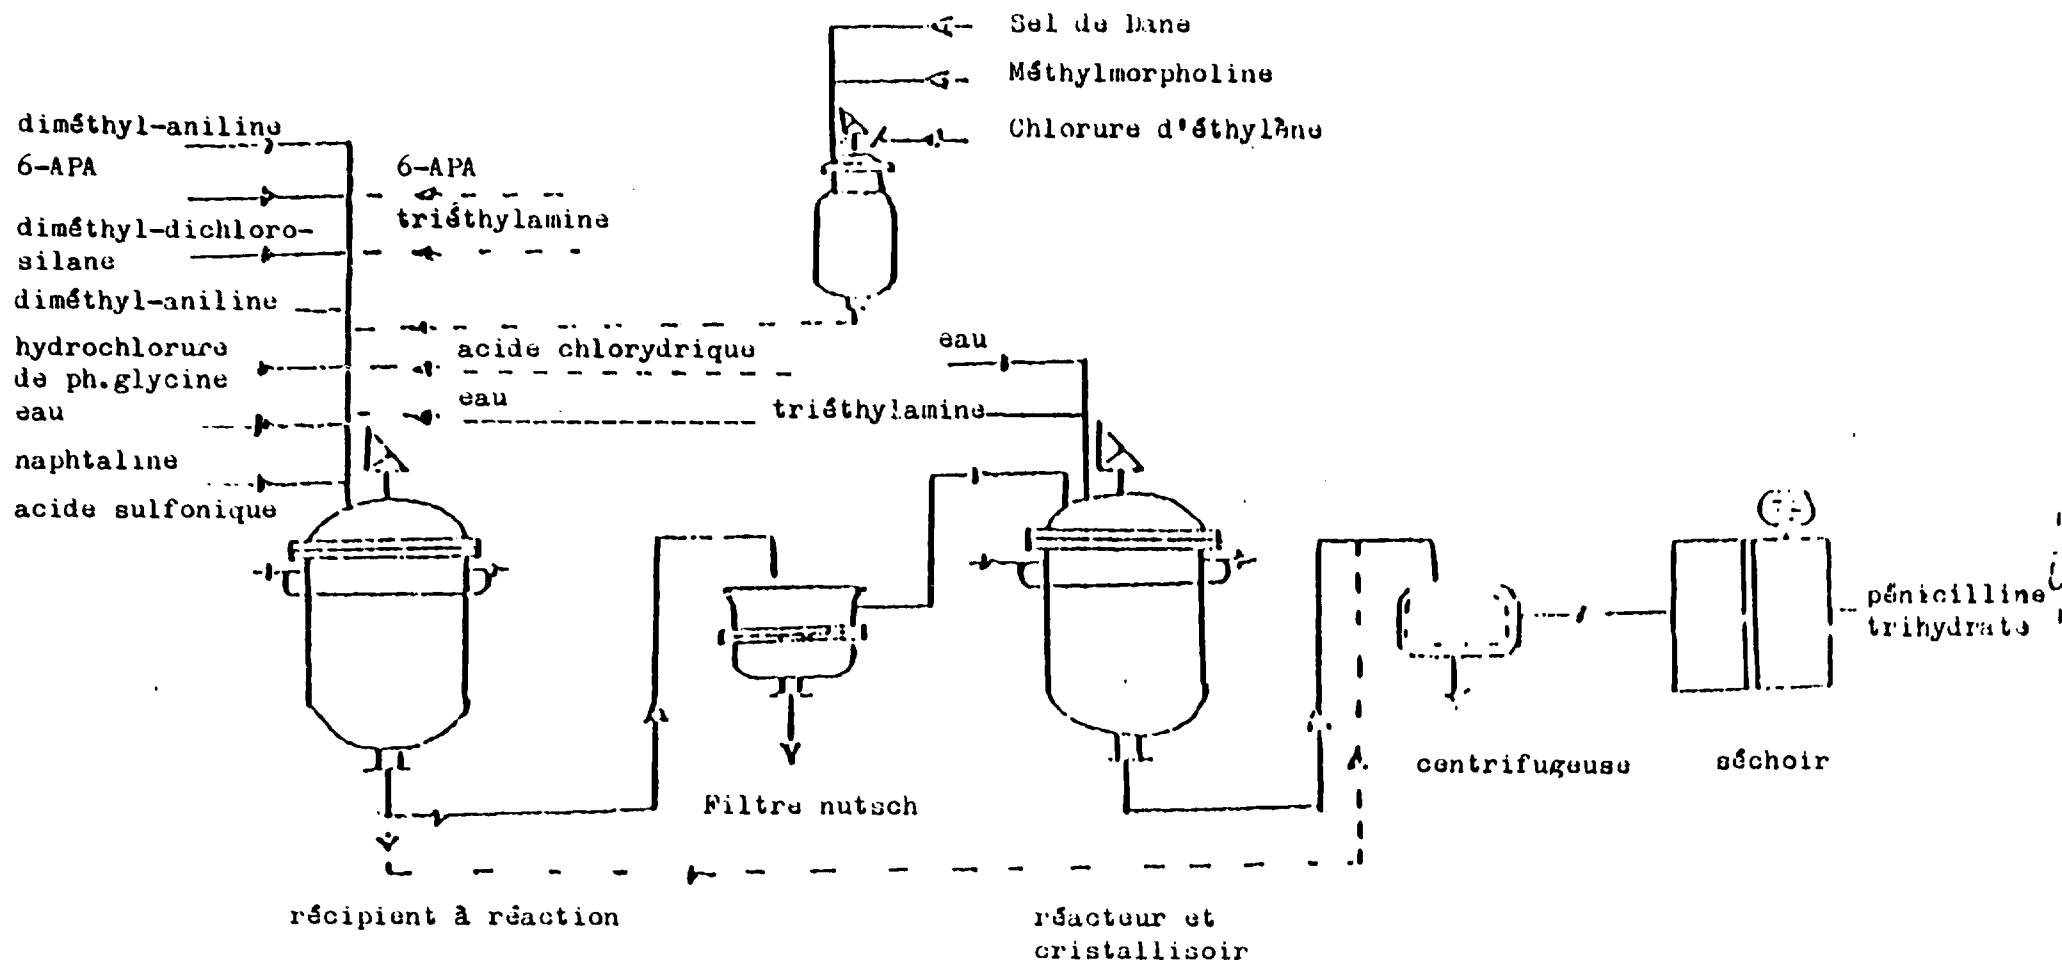 Sel de Dane
Méthylmorpholine
Chlorure d'éthylène
diméthyl-aniline
6-APA
diméthyl-dichloro-
silane
diméthyl-aniline
hydrochlorure
de ph.glycine
eau
naphtaline
acide sulfonique
6-APA
triéthylamine
acide chlorydrique
eau
eau
triéthylamine
pénicilline
trihydrate
Filtre nutsch
centrifugeuse
séchoir
récipient à réaction
réacteur et
cristallisoir